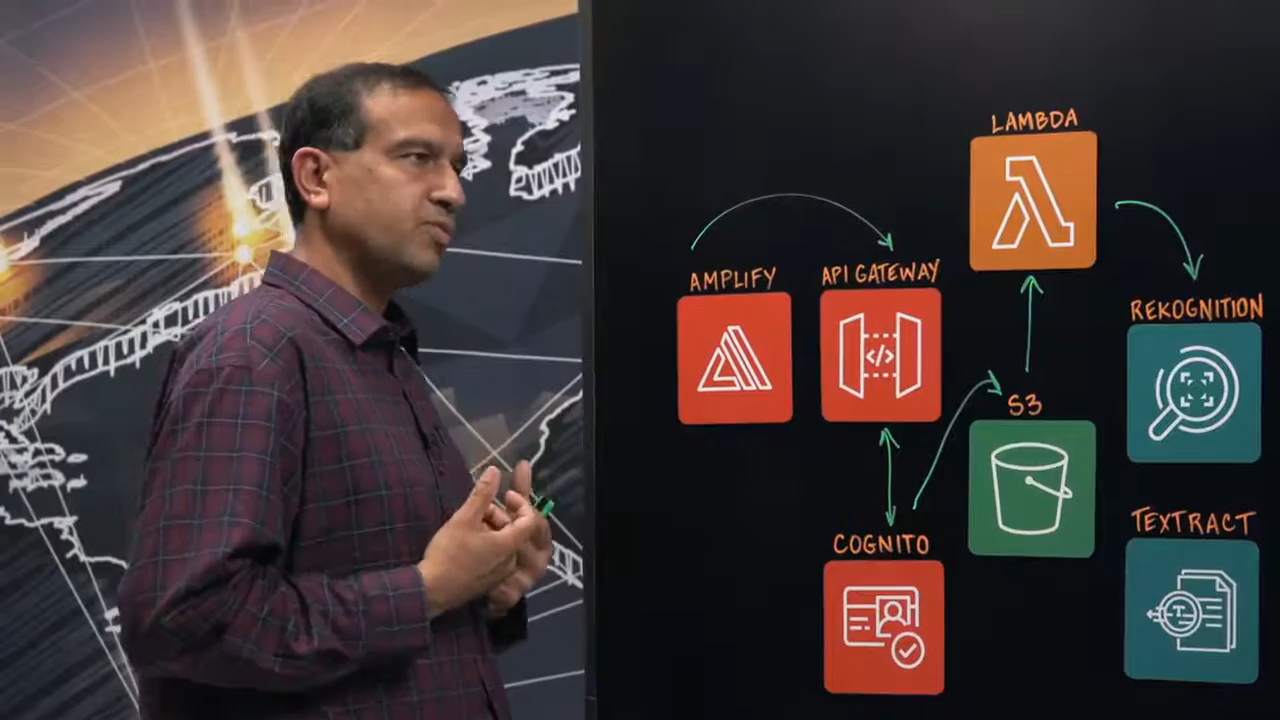 LAMBDA
AMPLIFY
API GATEWAY
</>
REKOGNITION
S3
TEXTRACT
T
COGNITO